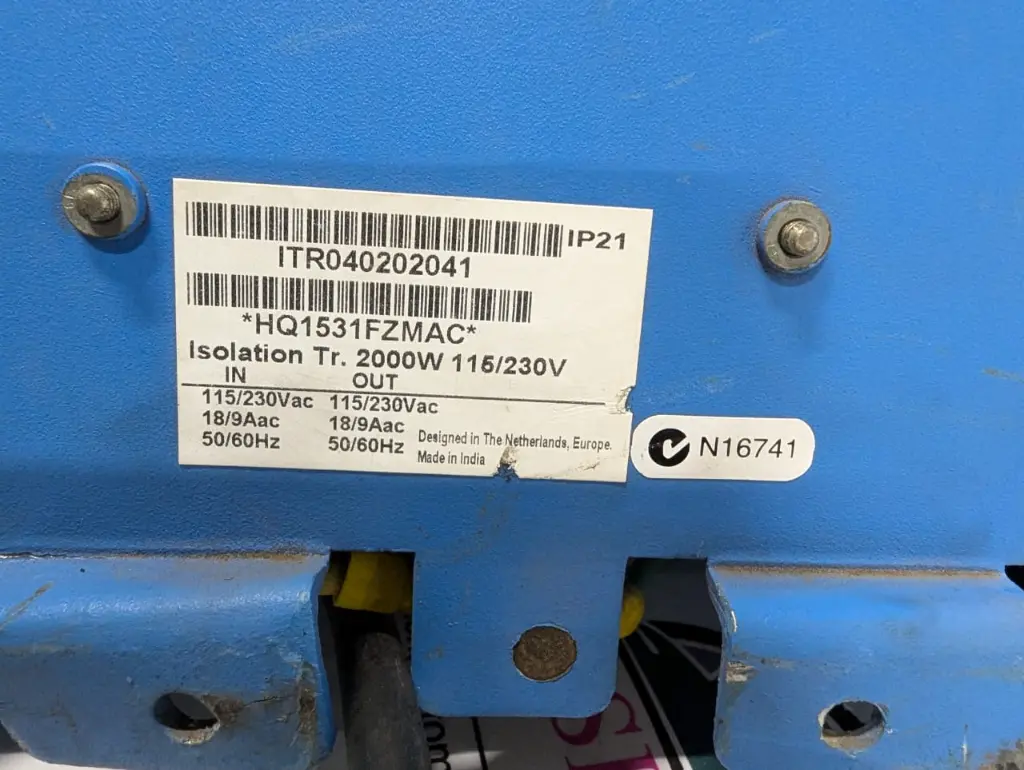 IP21
ITR040202041
*HQ1531FZMAC*
Isolation Tr. 2000W 115/230V
IN OUT
115/230Vac 115/230Vac
18/9Aac 18/9Aac
50/60Hz 50/60Hz
Designed in The Netherlands, Europe.
Made in India
N16741
com